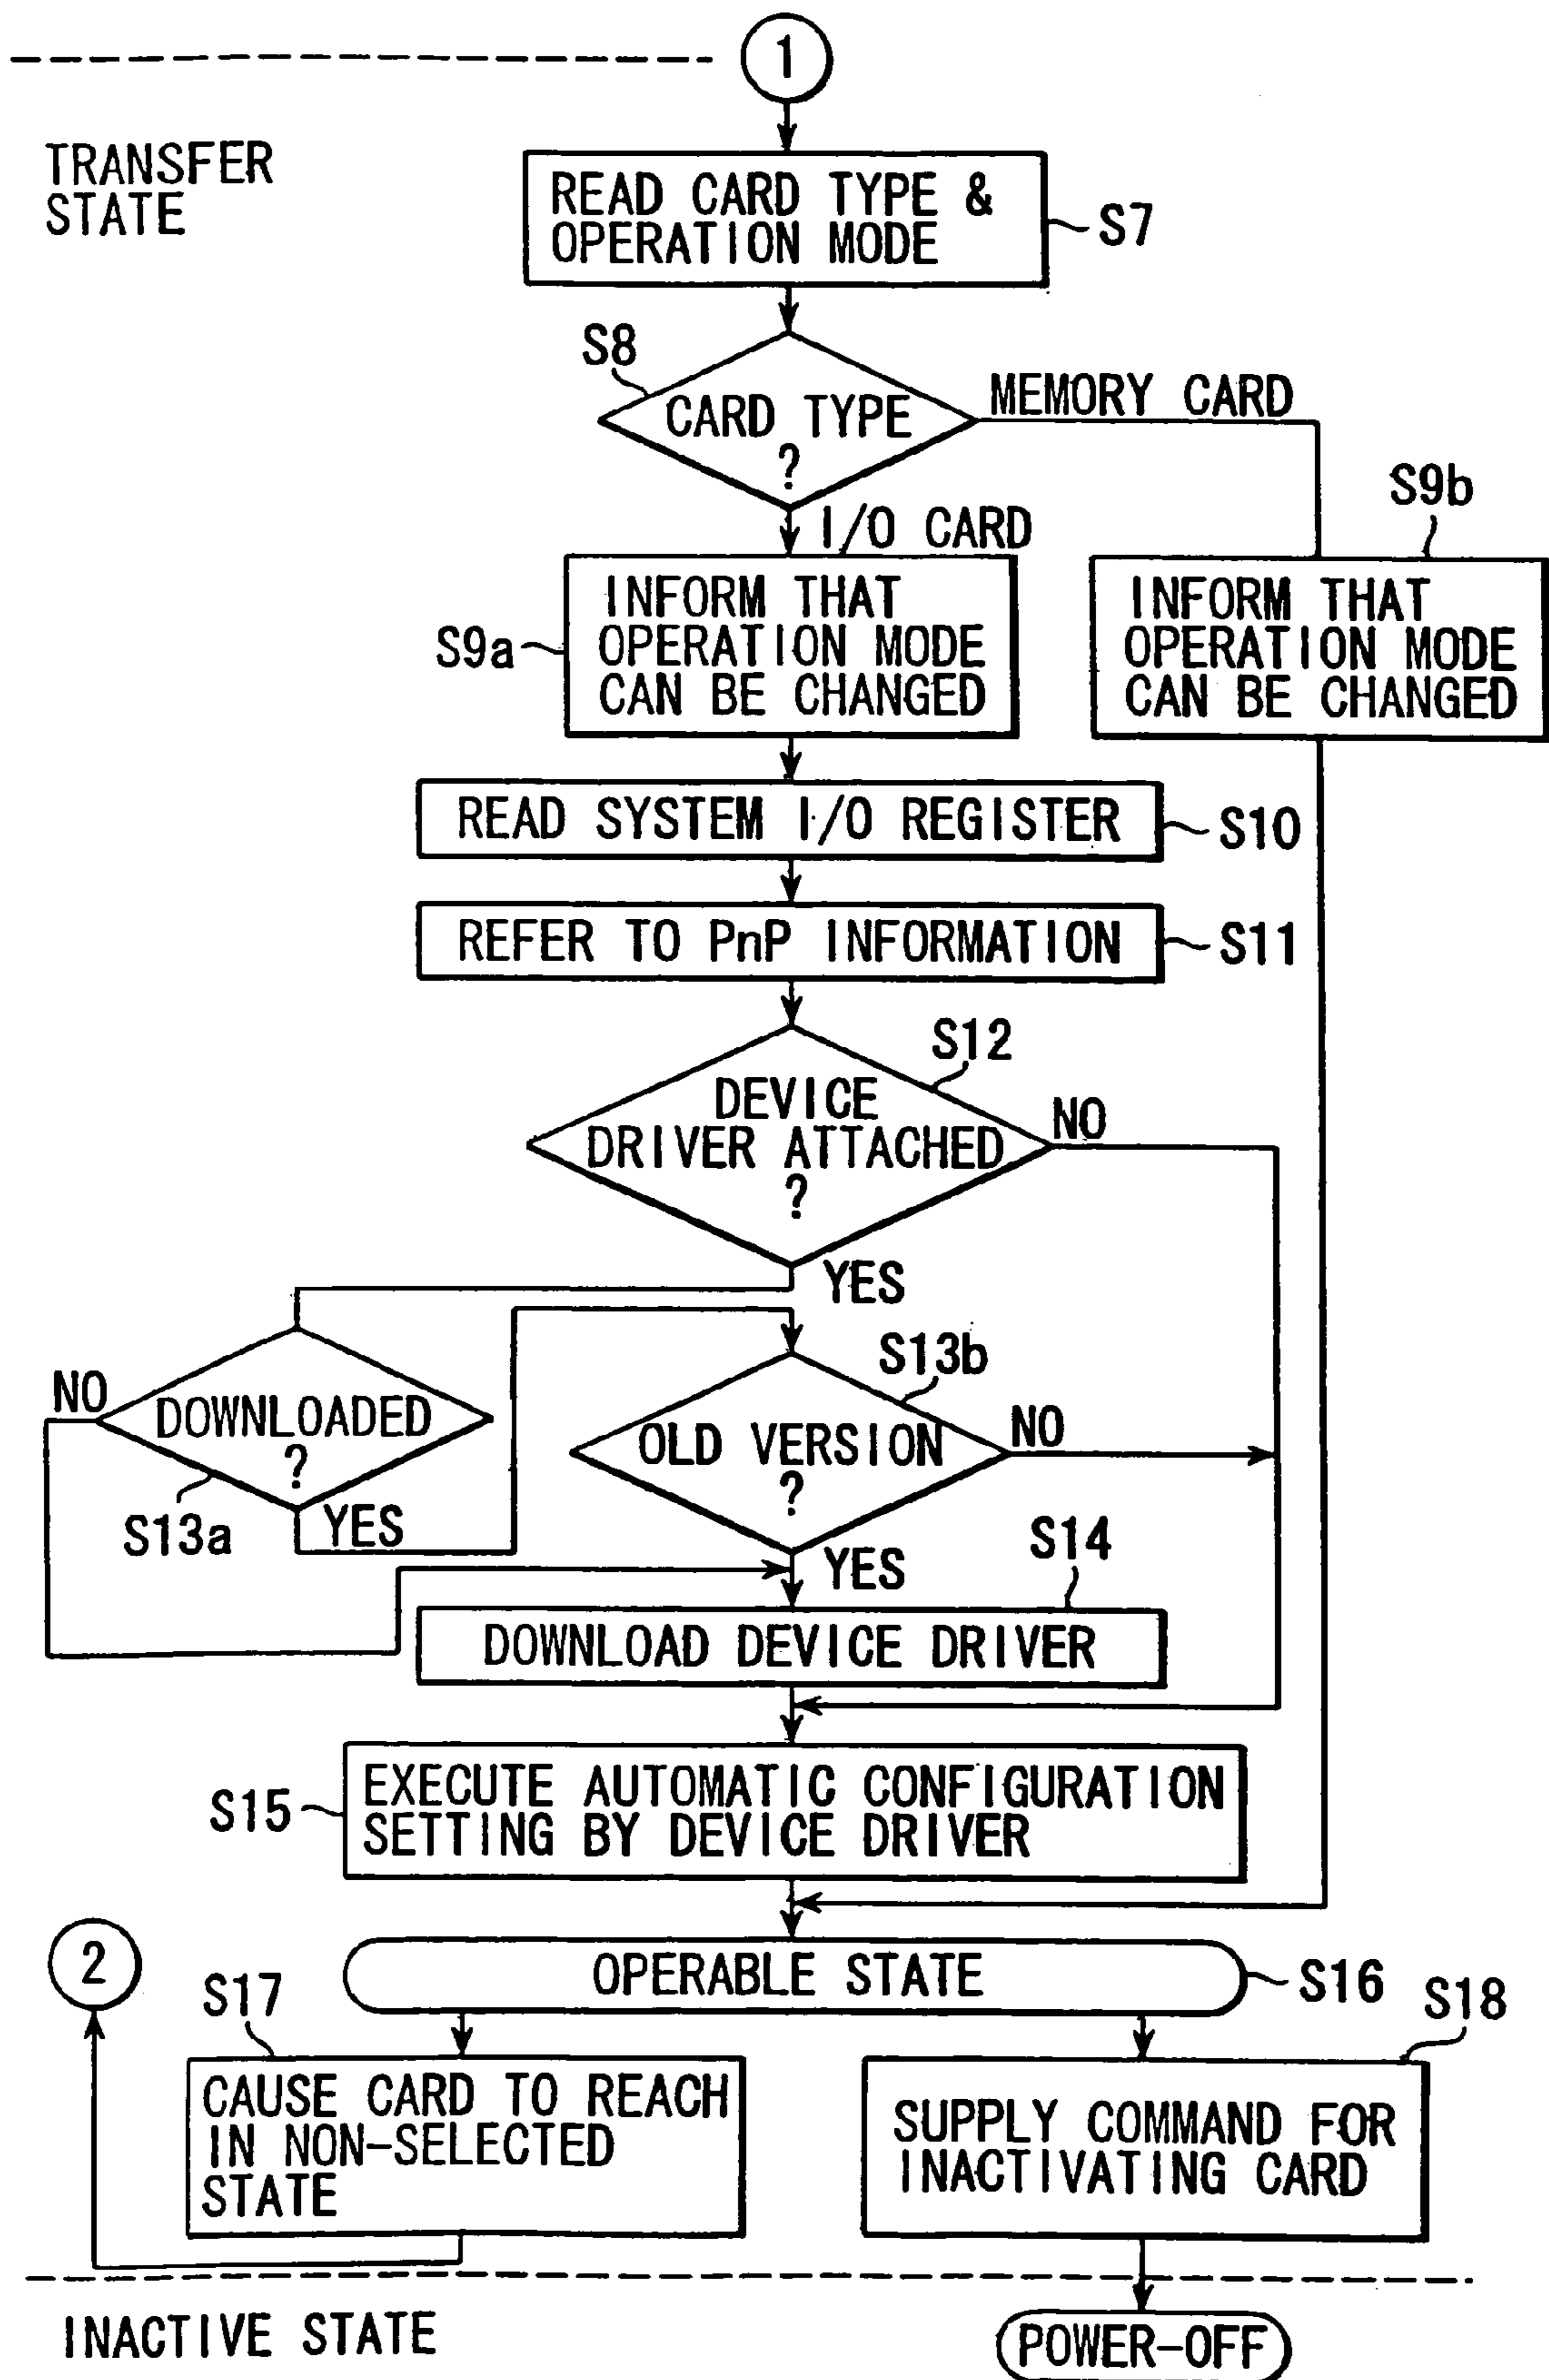 1
TRANSFER
STATE
READ CARD TYPE &
OPERATION MODE
S7
S8
CARD TYPE
?
MEMORY CARD
I/O CARD
S9b
S9a
INFORM THAT
OPERATION MODE
CAN BE CHANGED
INFORM THAT
OPERATION MODE
CAN BE CHANGED
READ SYSTEM I/O REGISTER
S10
REFER TO PnP INFORMATION
S11
S12
DEVICE
DRIVER ATTACHED
?
NO
YES
NO
DOWNLOADED
?
S13a
YES
S13b
OLD VERSION
?
NO
YES
S14
DOWNLOAD DEVICE DRIVER
S15
EXECUTE AUTOMATIC CONFIGURATION
SETTING BY DEVICE DRIVER
2
OPERABLE STATE
S16
S17
S18
CAUSE CARD TO REACH
IN NON-SELECTED
STATE
SUPPLY COMMAND FOR
INACTIVATING CARD
INACTIVE STATE
POWER-OFF